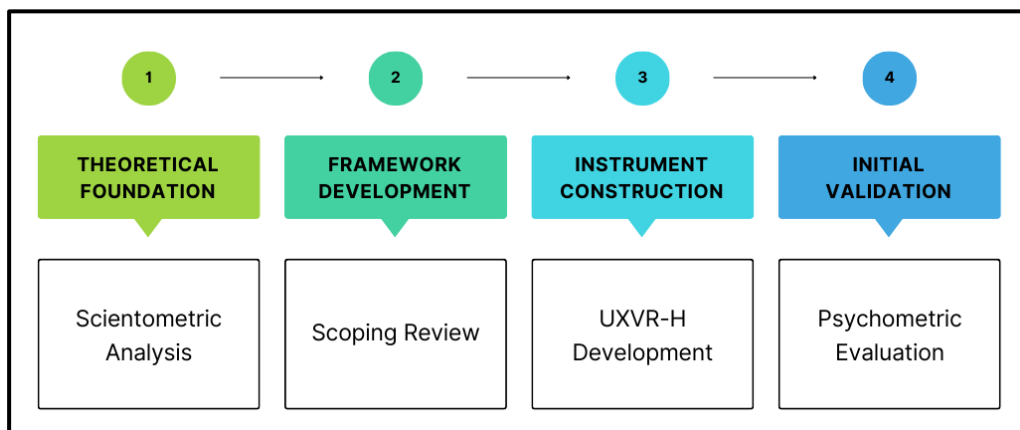 1
2
3
4
THEORETICAL
FOUNDATION
FRAMEWORK
DEVELOPMENT
INSTRUMENT
CONSTRUCTION
INITIAL
VALIDATION
Scientometric
Analysis
Scoping Review
UXVR-H
Development
Psychometric
Evaluation